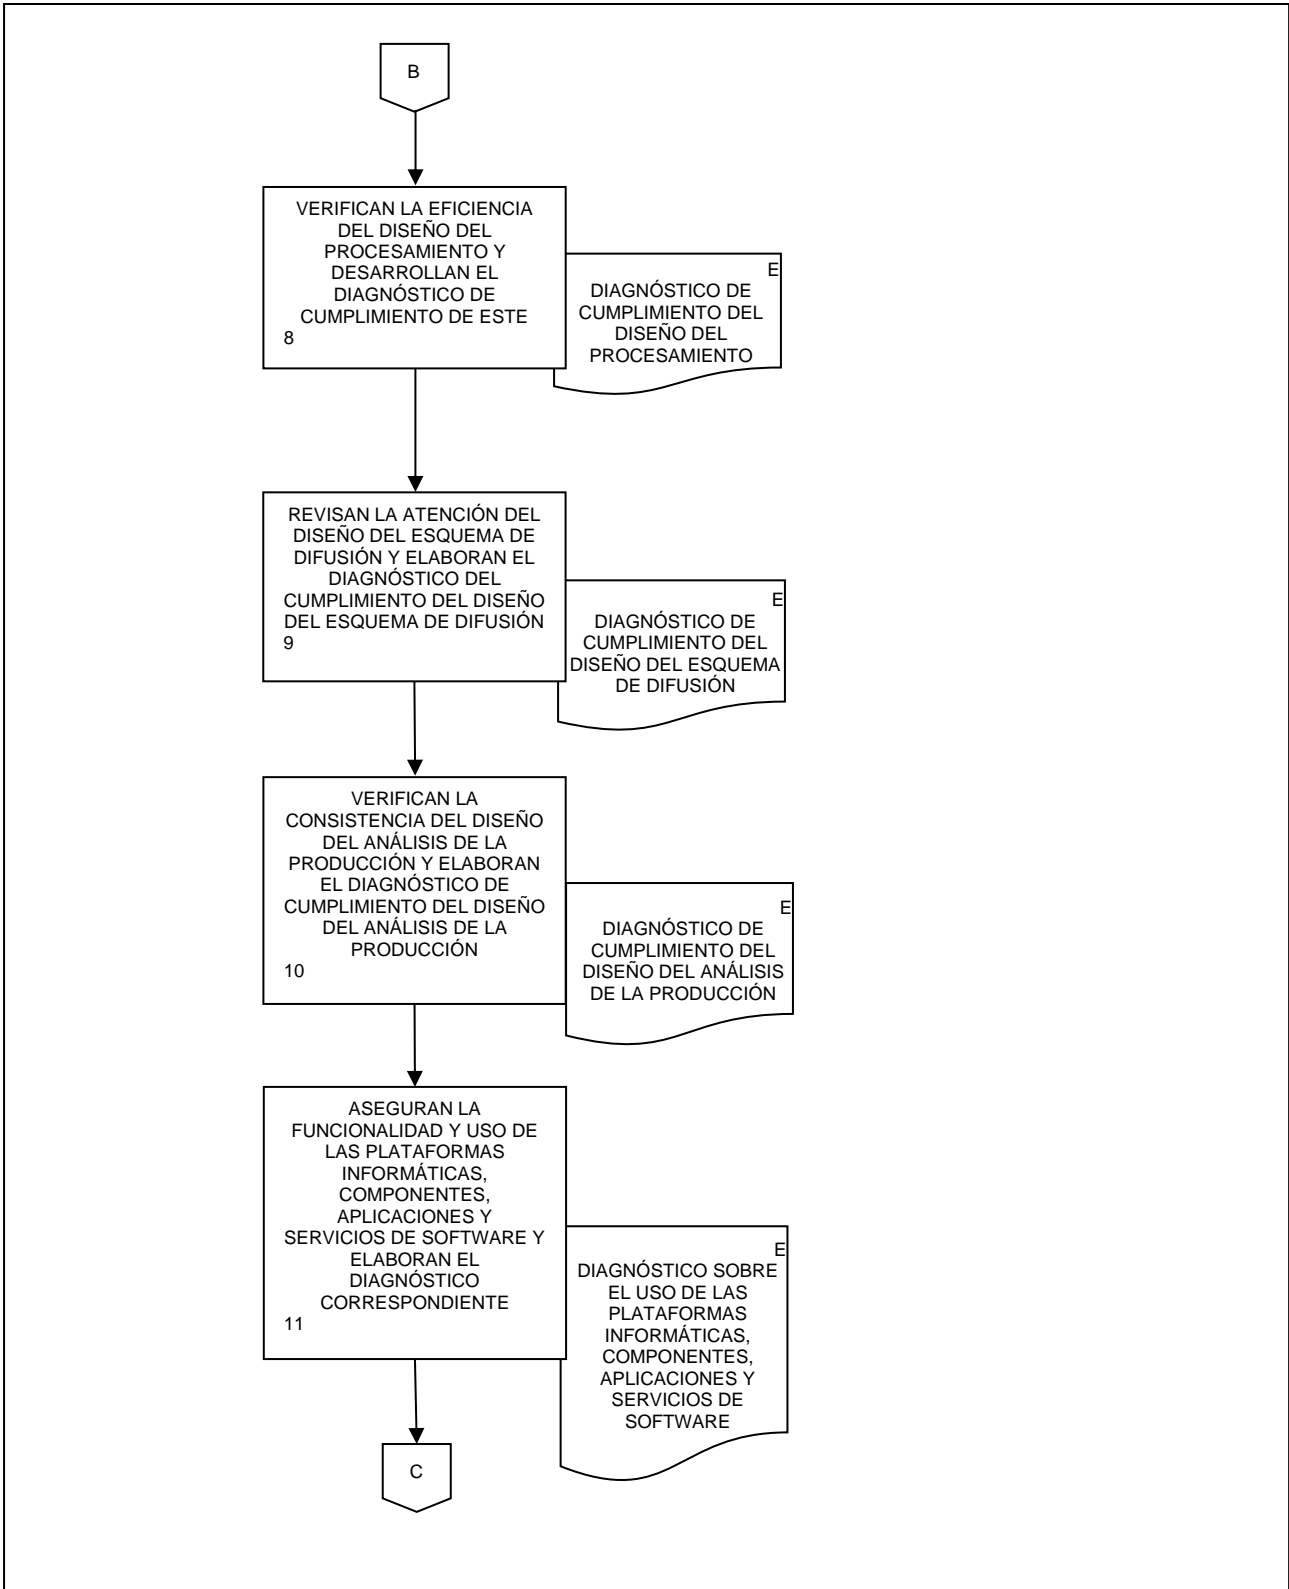 B
VERIFICAN LA EFICIENCIA
DEL DISEÑO DEL
PROCESAMIENTO Y
DESARROLLAN EL
DIAGNÓSTICO DE
CUMPLIMIENTO DE ESTE
8
E
DIAGNÓSTICO DE
CUMPLIMIENTO DEL
DISEÑO DEL
PROCESAMIENTO
REVISAN LA ATENCIÓN DEL
DISEÑO DEL ESQUEMA DE
DIFUSIÓN Y ELABORAN EL
DIAGNÓSTICO DEL
CUMPLIMIENTO DEL DISEÑO
DEL ESQUEMA DE DIFUSIÓN
9
E
DIAGNÓSTICO DE
CUMPLIMIENTO DEL
DISEÑO DEL ESQUEMA
DE DIFUSIÓN
VERIFICAN LA
CONSISTENCIA DEL DISEÑO
DEL ANÁLISIS DE LA
PRODUCCIÓN Y ELABORAN
EL DIAGNÓSTICO DE
CUMPLIMIENTO DEL DISEÑO
DEL ANÁLISIS DE LA
PRODUCCIÓN
10
E
DIAGNÓSTICO DE
CUMPLIMIENTO DEL
DISEÑO DEL ANÁLISIS
DE LA PRODUCCIÓN
ASEGURAN LA
FUNCIONALIDAD Y USO DE
LAS PLATAFORMAS
INFORMÁTICAS,
COMPONENTES,
APLICACIONES Y
SERVICIOS DE SOFTWARE Y
ELABORAN EL
DIAGNÓSTICO
CORRESPONDIENTE
11
E
DIAGNÓSTICO SOBRE
EL USO DE LAS
PLATAFORMAS
INFORMÁTICAS,
COMPONENTES,
APLICACIONES Y
SERVICIOS DE
SOFTWARE
C